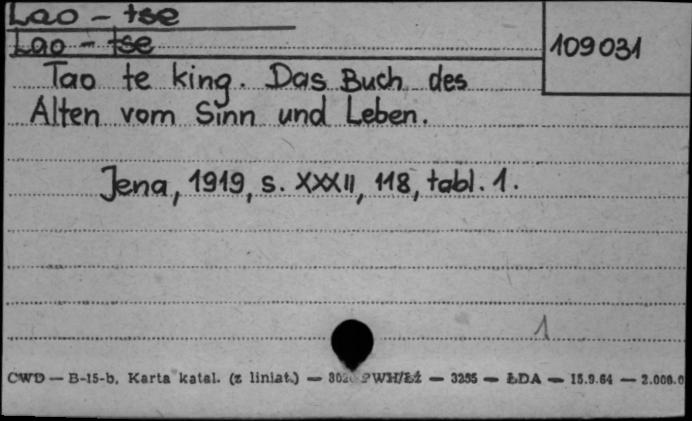 Lao - tse
Lao - tse
109031
Tao te king. Das Buch des
Alten vom Sinn und Leben.
Jena, 1919, s. XXXII, 118, tabl. 1.
1
CWD — B-15-b. Karta katal. (z liniat.) — PWH/Łź — 3255 — ŁDA — 15.9.64 — 2.000.0